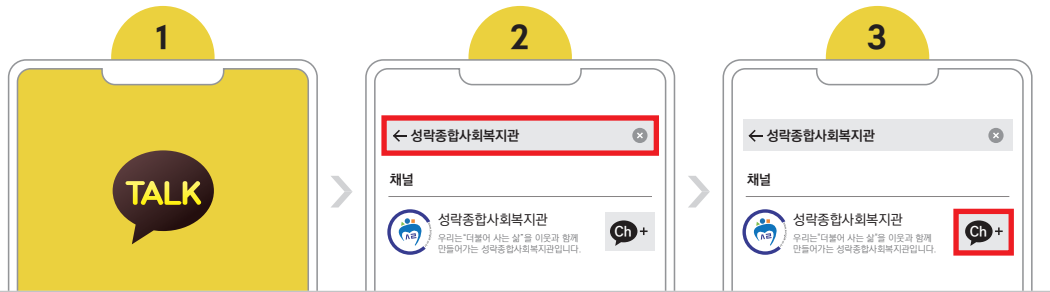 1
TALK
2
← 성락종합사회복지관
채널
성락종합사회복지관
우리는"더불어 사는 삶"을 이웃과 함께
만들어가는 성락종합사회복지관입니다.
Ch+
3
← 성락종합사회복지관
채널
성락종합사회복지관
우리는"더불어 사는 삶"을 이웃과 함께
만들어가는 성락종합사회복지관입니다.
Ch+